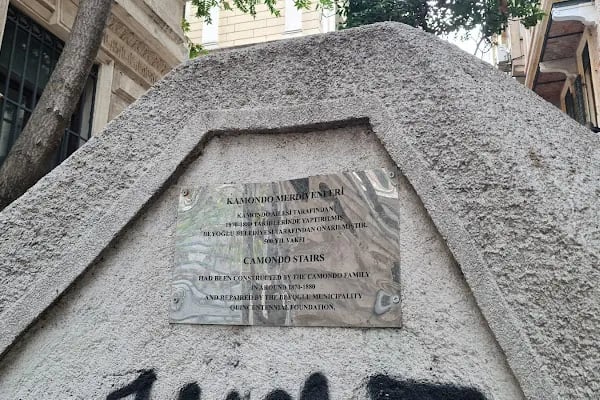 KAMONDO MERDİVENLERİ
KAMONDO AİLESİ TARAFINDAN
1870-1880 TARİHLERİNDE YAPTIRILMIŞ
BEYOĞLU BELEDİYESİ TARAFINDAN ONARILMIŞTIR.
500. YIL VAKFI
CAMONDO STAIRS
HAD BEEN CONSTRUCTED BY THE CAMONDO FAMILY
IN AROUND 1870-1880
AND REPAIRED BY THE BEYOGLU MUNICIPALITY
QUINCENTENNIAL FOUNDATION.